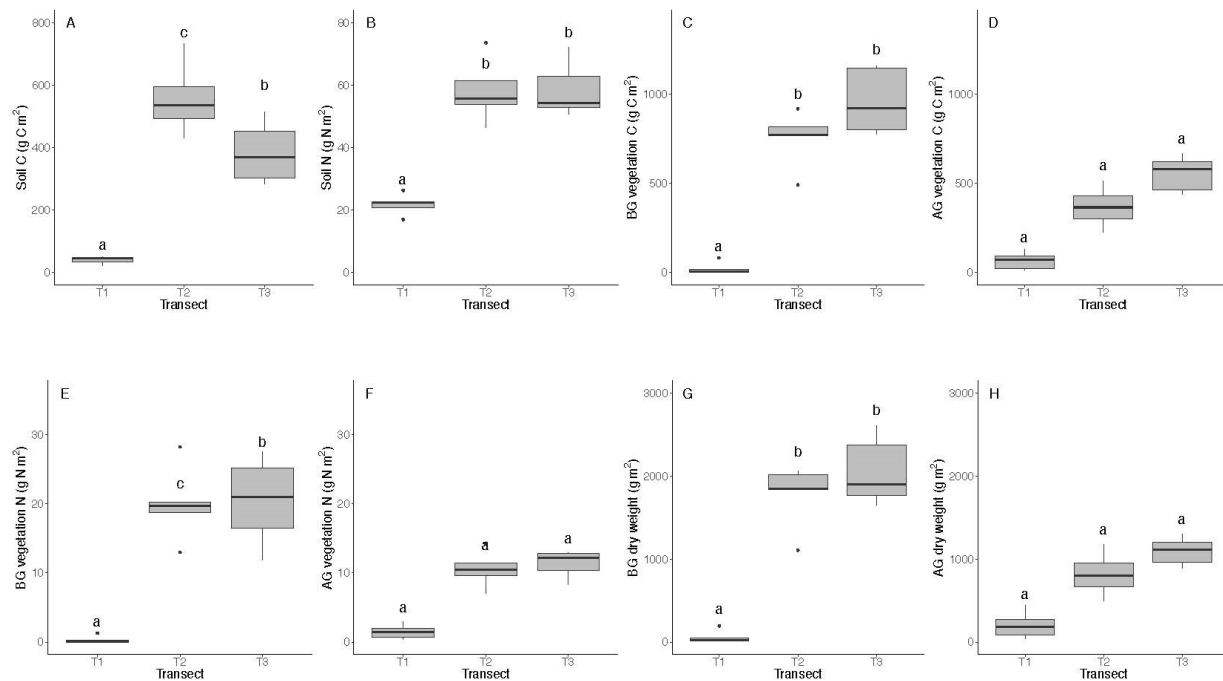 A
Soil C (g C m²)
800
600
400
200
0
a
c
b
T1
T2
T3
Transect
B
Soil N (g N m²)
80
60
40
20
0
a
b
b
T1
T2
T3
Transect
C
BG vegetation C (g C m²)
1000
500
0
a
b
b
T1
T2
T3
Transect
D
AG vegetation C (g C m²)
1000
500
0
a
a
a
T1
T2
T3
Transect
E
BG vegetation N (g N m²)
30
20
10
0
a
c
b
T1
T2
T3
Transect
F
AG vegetation N (g N m²)
30
20
10
0
a
a
a
T1
T2
T3
Transect
G
BG dry weight (g m²)
3000
2000
1000
0
a
b
b
T1
T2
T3
Transect
H
AG dry weight (g m²)
3000
2000
1000
0
a
a
a
T1
T2
T3
Transect